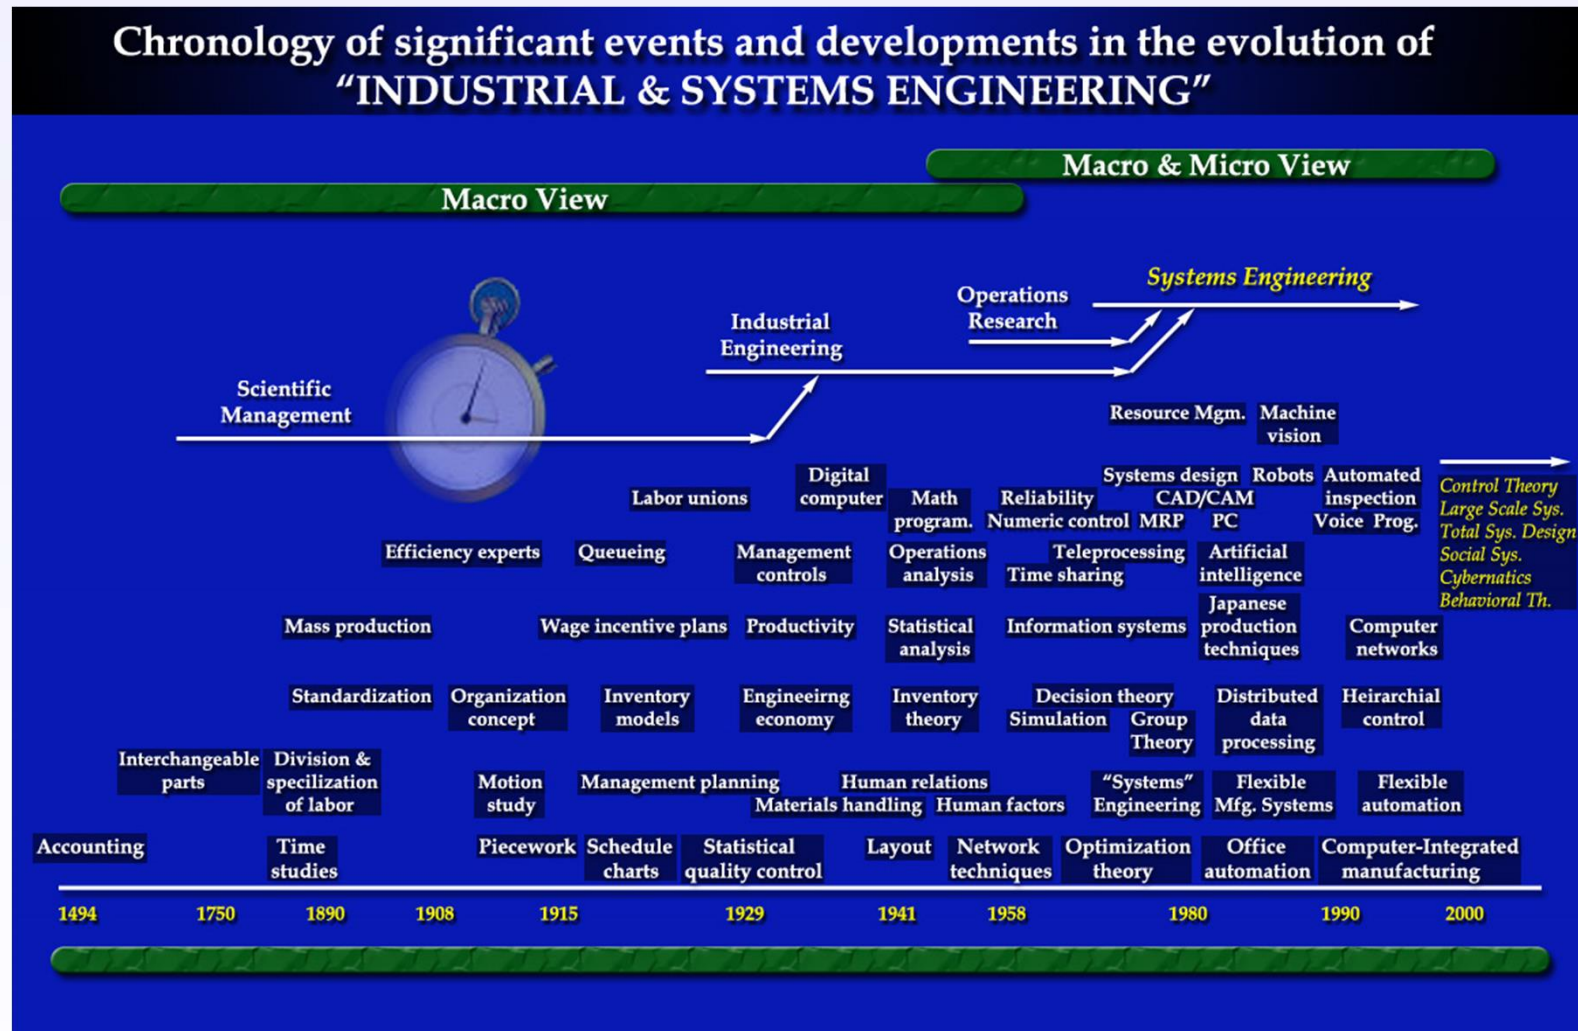 Chronology of significant events and developments in the evolution of
“INDUSTRIAL & SYSTEMS ENGINEERING”
Macro & Micro View
Macro View
Systems Engineering
Operations
Research
Industrial
Engineering
Scientific
Management
Resource Mgm.
Machine
vision
Labor unions
Digital
computer
Math
program.
Reliability
Numeric control
Systems design
CAD/CAM
MRP
PC
Robots
Automated
inspection
Voice Prog.
Control Theory
Large Scale Sys.
Total Sys. Design
Social Sys.
Cybernatics
Behavioral Th.
Efficiency experts
Queueing
Management
controls
Operations
analysis
Teleprocessing
Time sharing
Artificial
intelligence
Mass production
Wage incentive plans
Productivity
Statistical
analysis
Information systems
Japanese
production
techniques
Computer
networks
Standardization
Organization
concept
Inventory
models
Engineeirng
economy
Inventory
theory
Decision theory
Simulation
Group
Theory
Distributed
data
processing
Heirarchial
control
Interchangeable
parts
Division &
specilization
of labor
Motion
study
Management planning
Materials handling
Human relations
Human factors
“Systems”
Engineering
Flexible
Mfg. Systems
Flexible
automation
Accounting
Time
studies
Piecework
Schedule
charts
Statistical
quality control
Layout
Network
techniques
Optimization
theory
Office
automation
Computer-Integrated
manufacturing
1494 1750 1890 1908 1915 1929 1941 1958 1980 1990 2000